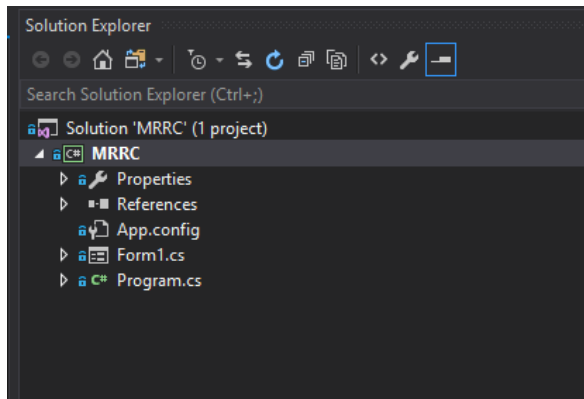 Solution Explorer
Search Solution Explorer (Ctrl+;)
Solution 'MRRC' (1 project)
C# MRRC
Properties
References
App.config
Form1.cs
C# Program.cs